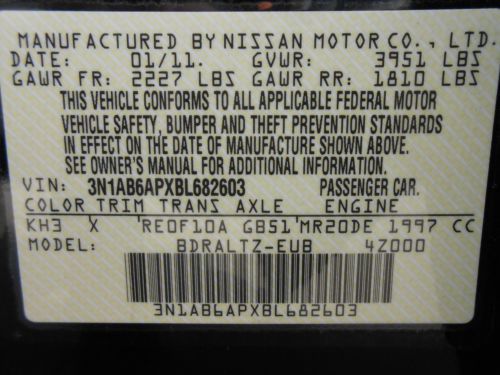 MANUFACTURED BY NISSAN MOTOR CO., LTD.
DATE: 01/11. GVWR: 3951 LBS
GAWR FR: 2227 LBS GAWR RR: 1810 LBS
THIS VEHICLE CONFORMS TO ALL APPLICABLE FEDERAL MOTOR
VEHICLE SAFETY, BUMPER AND THEFT PREVENTION STANDARDS
IN EFFECT ON THE DATE OF MANUFACTURE SHOWN ABOVE.
SEE OWNER'S MANUAL FOR ADDITIONAL INFORMATION.
VIN: 3N1AB6APXBL682603 PASSENGER CAR.
COLOR TRIM TRANS AXLE ENGINE
KH3 X 'RE0F10A GB51'MR20DE 1997 CC
MODEL: BDRALTZ-EUB 4Z000
3N1AB6APXBL682603